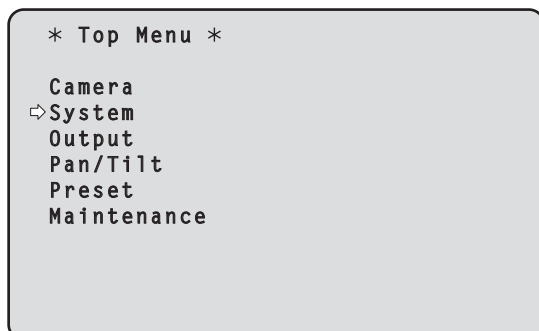 * Top Menu *
Camera
⇨System
Output
Pan/Tilt
Preset
Maintenance